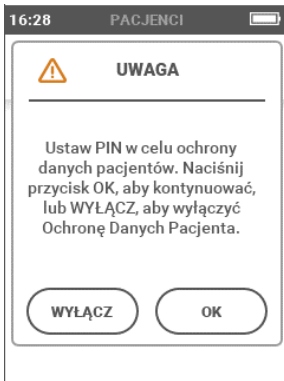 16:28 PACJENCI
UWAGA
Ustaw PIN w celu ochrony
danych pacjentów. Naciśnij
przycisk OK, aby kontynuować,
lub WYŁĄCZ, aby wyłączyć
Ochronę Danych Pacjenta.
WYŁĄCZ OK